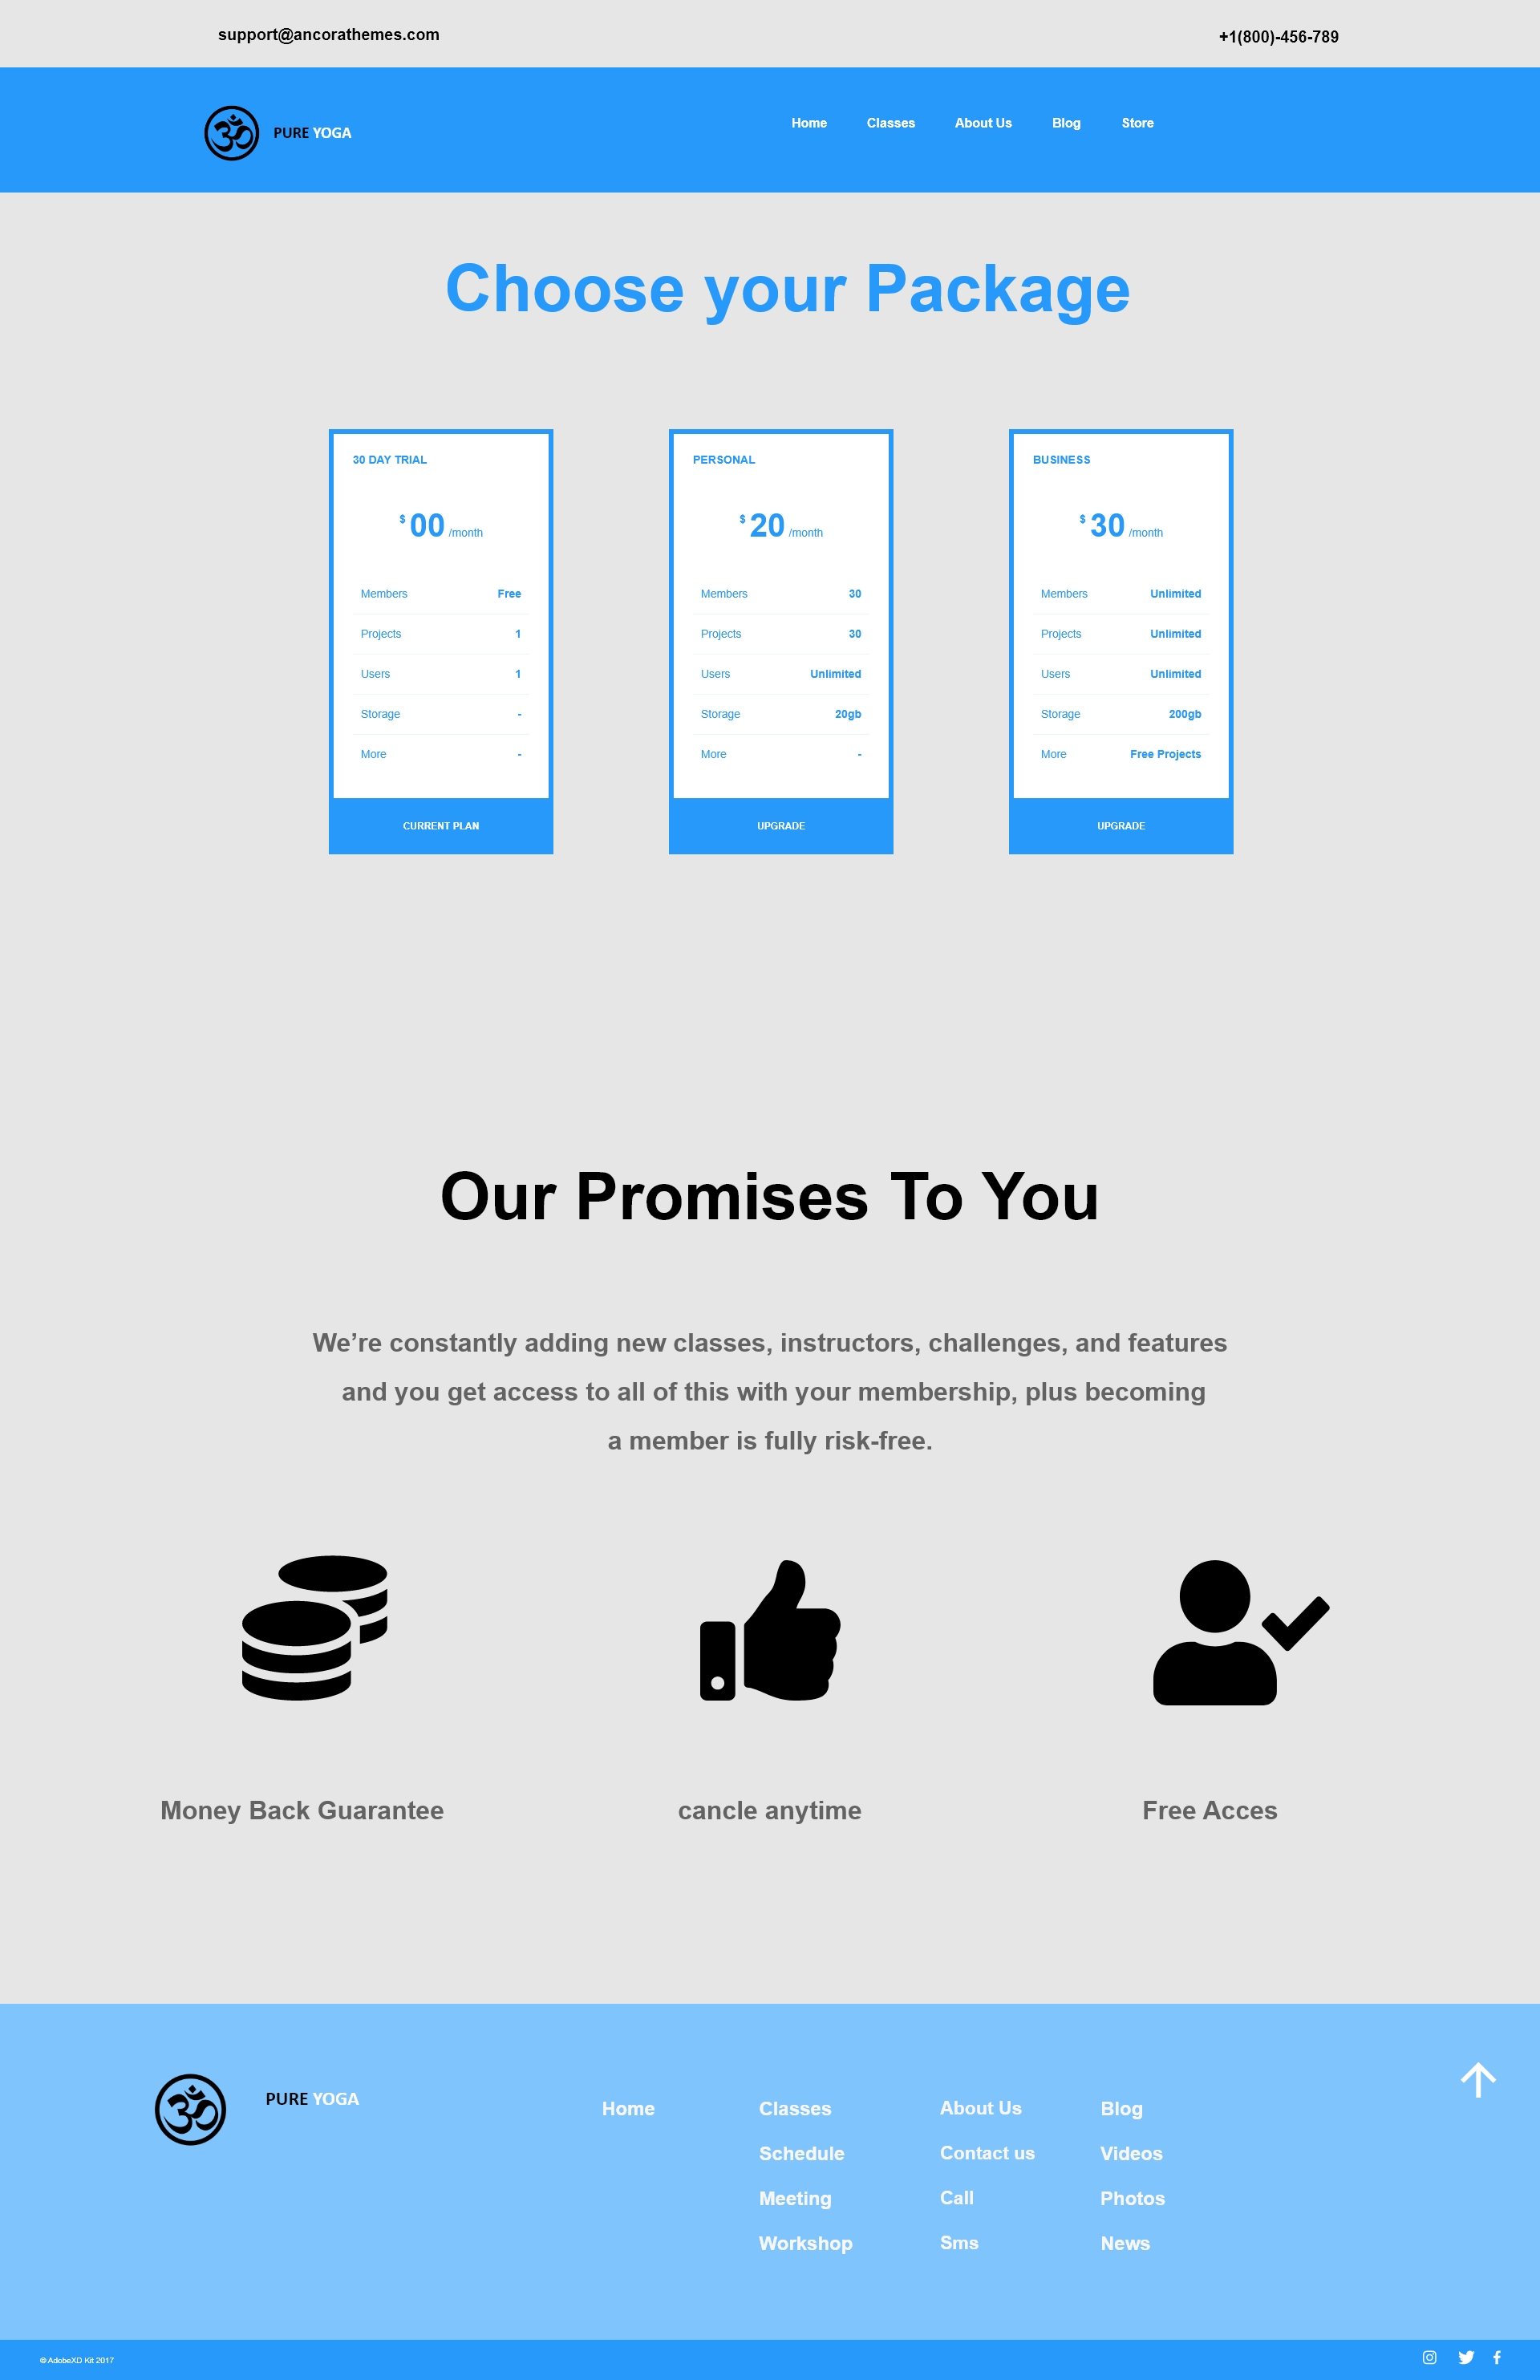 support@ancorathemes.com
+1(800)-456-789
PURE YOGA
Home Classes About Us Blog Store
Choose your Package
30 DAY TRIAL
$ 00 /month
Members Free
Projects 1
Users 1
Storage -
More -
CURRENT PLAN
PERSONAL
$ 20 /month
Members 30
Projects 30
Users Unlimited
Storage 20gb
More -
UPGRADE
BUSINESS
$ 30 /month
Members Unlimited
Projects Unlimited
Users Unlimited
Storage 200gb
More Free Projects
UPGRADE
Our Promises To You
We’re constantly adding new classes, instructors, challenges, and features
and you get access to all of this with your membership, plus becoming
a member is fully risk-free.
Money Back Guarantee
cancle anytime
Free Acces
PURE YOGA
Home
Classes
Schedule
Meeting
Workshop
About Us
Contact us
Call
Sms
Blog
Videos
Photos
News
© AdobeXD Kit 2017